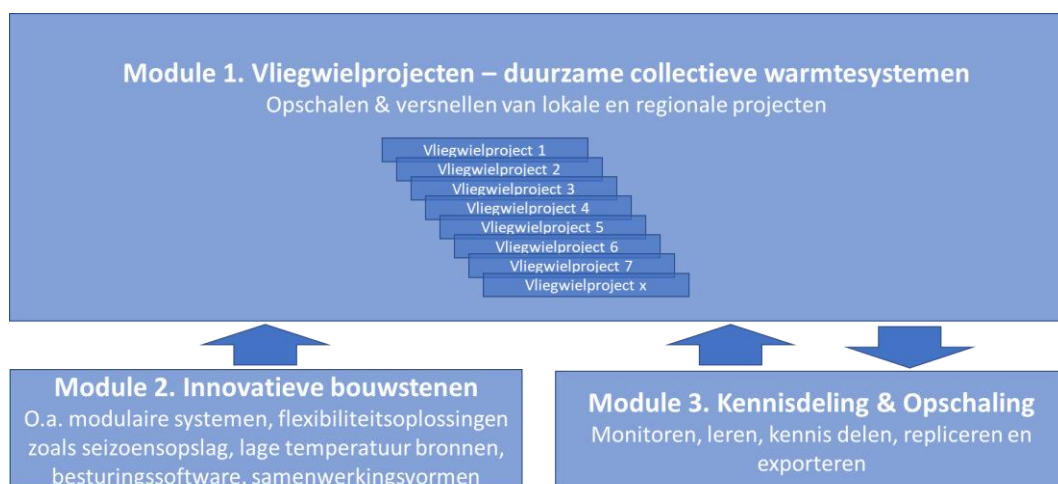 Module 1. Vliegwielprojecten – duurzame collectieve warmtesystemen
Opschalen & versnellen van lokale en regionale projecten
Vliegwielproject 1
Vliegwielproject 2
Vliegwielproject 3
Vliegwielproject 4
Vliegwielproject 5
Vliegwielproject 6
Vliegwielproject 7
Vliegwielproject x
Module 2. Innovatieve bouwstenen
O.a. modulaire systemen, flexibiliteitsoplossingen
zoals seizoensopslag, lage temperatuur bronnen,
besturingssoftware, samenwerkingsvormen
Module 3. Kennisdeling & Opschaling
Monitoren, leren, kennis delen, repliceren en
exporteren